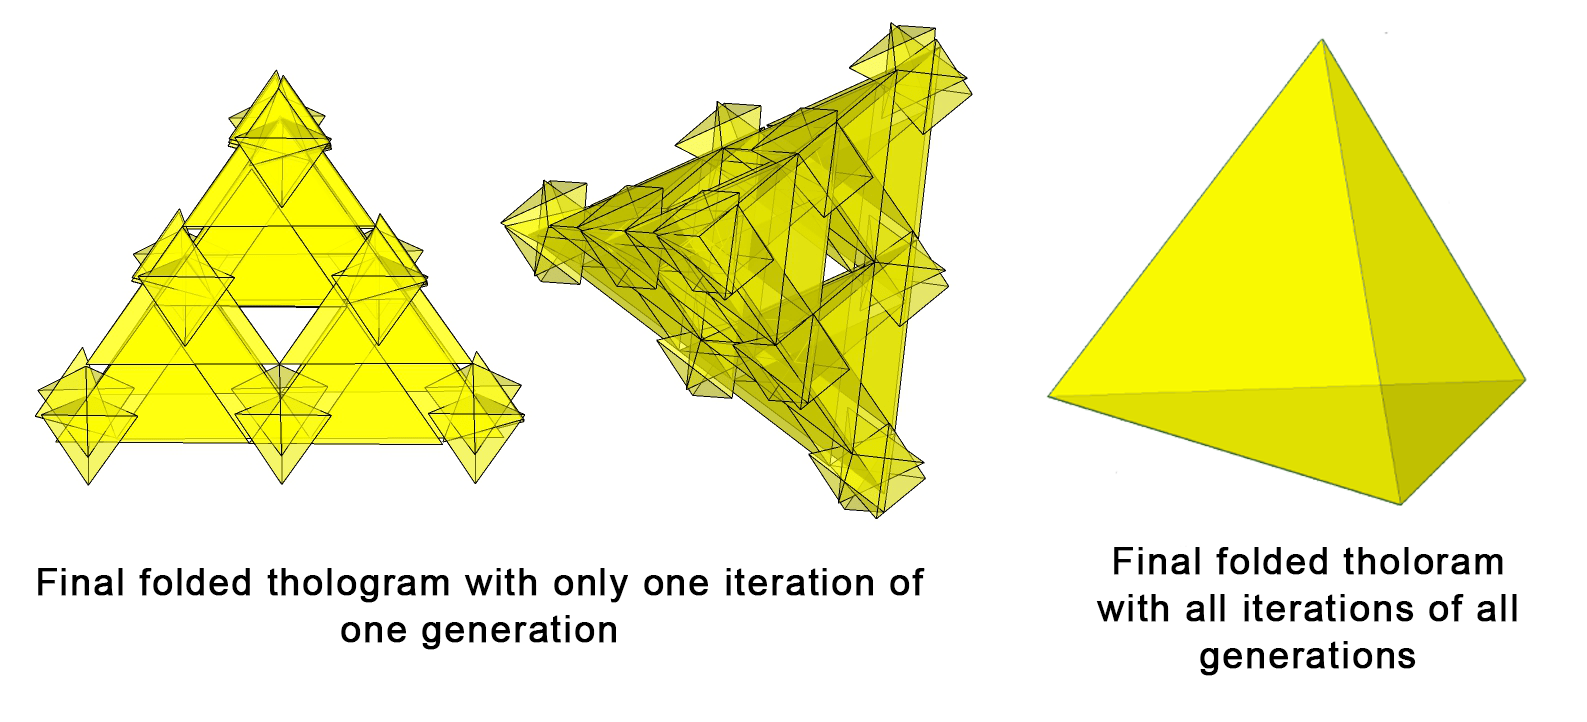 Final folded thologram with only one iteration of
one generation
Final folded tholoram
with all iterations of all
generations